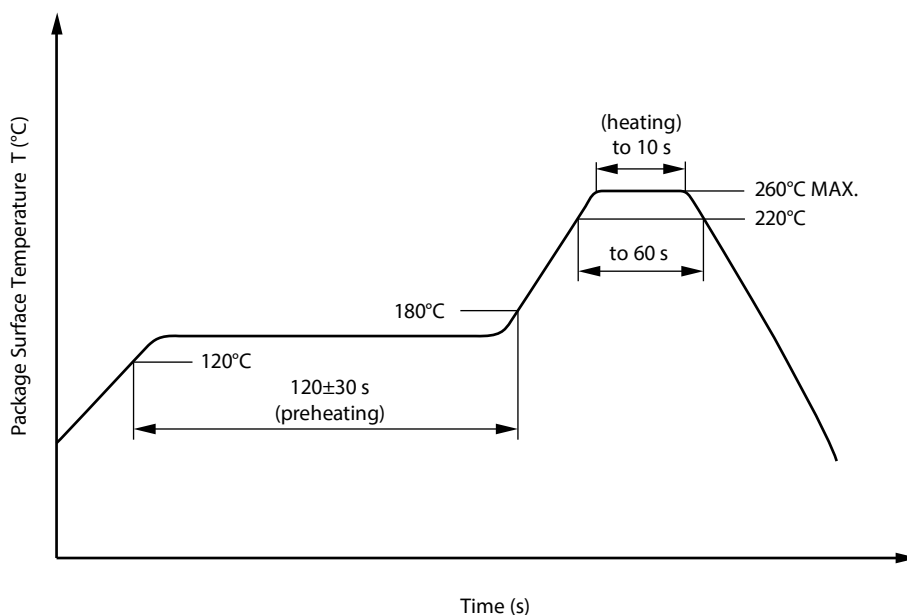 Package Surface Temperature T (°C)
(heating)
to 10 s
260°C MAX.
220°C
to 60 s
180°C
120°C
120±30 s
(preheating)
Time (s)